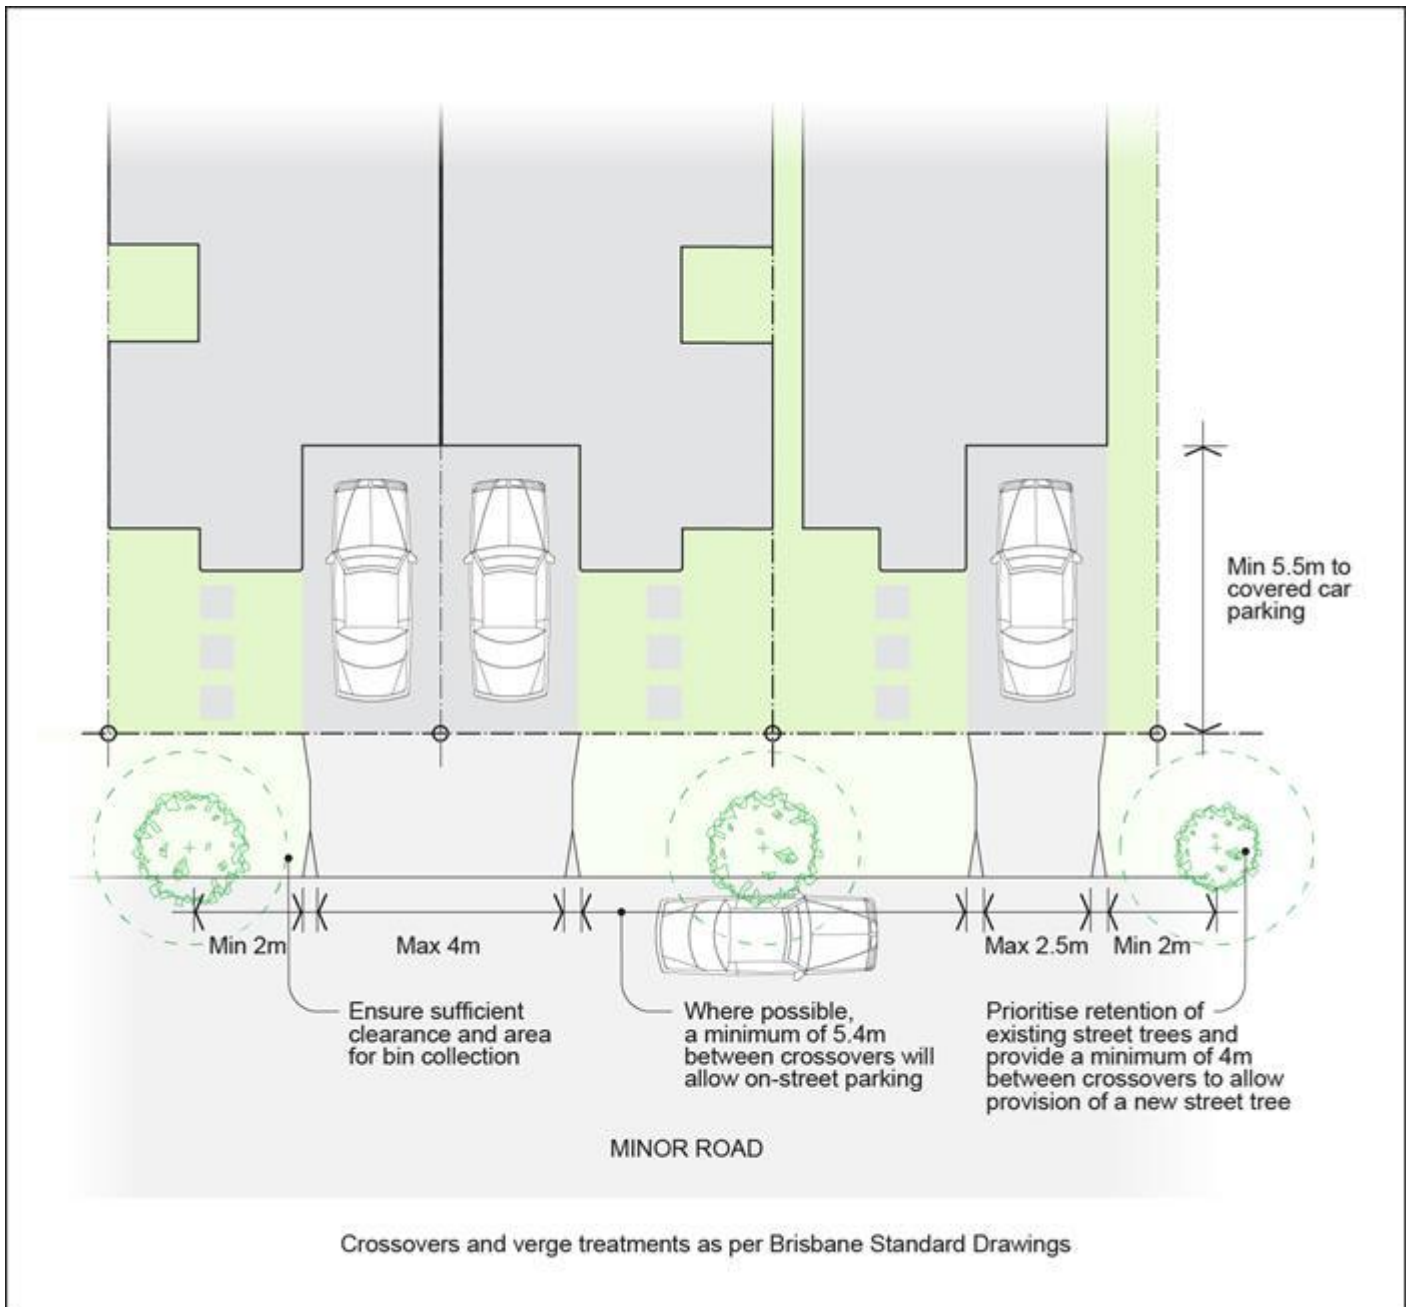 Min 5.5m to
covered car
parking
Min 2m
Max 4m
Max 2.5m
Min 2m
Ensure sufficient
clearance and area
for bin collection
Where possible,
a minimum of 5.4m
between crossovers will
allow on-street parking
Prioritise retention of
existing street trees and
provide a minimum of 4m
between crossovers to allow
provision of a new street tree
MINOR ROAD
Crossovers and verge treatments as per Brisbane Standard Drawings